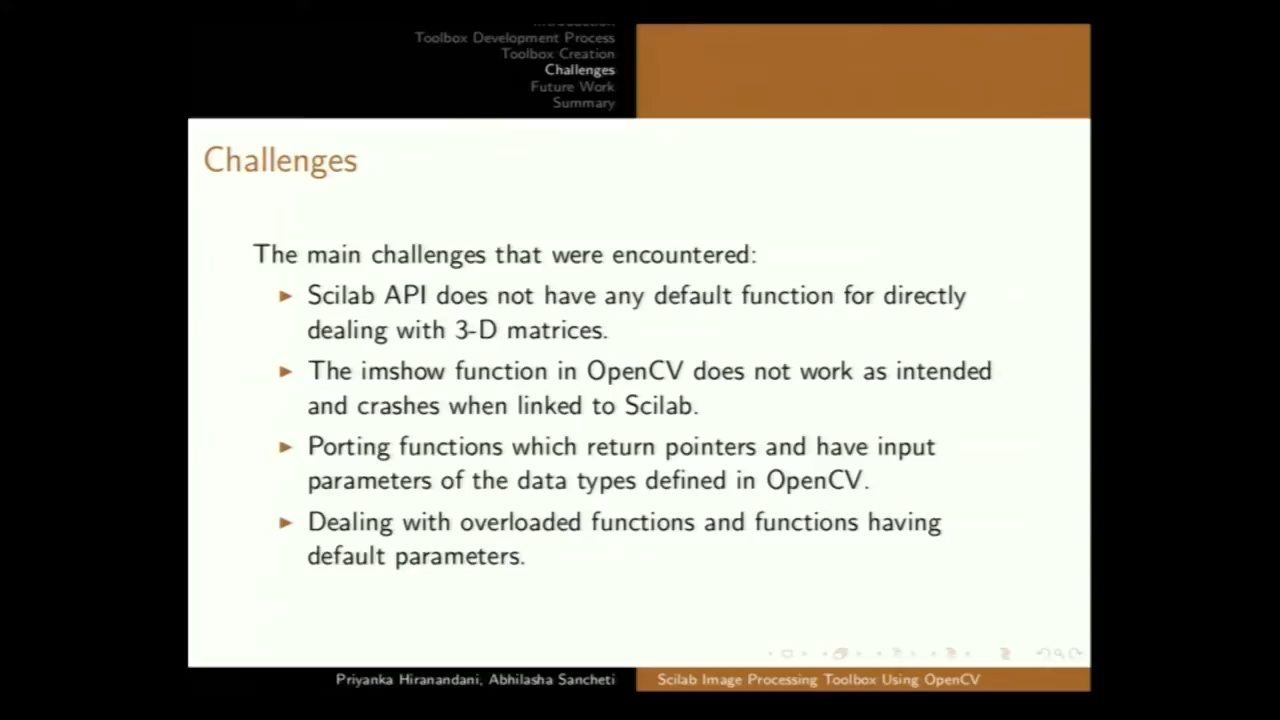 Toolbox Development Process
Toolbox Creation
Challenges
Future Work
Summary
Challenges
The main challenges that were encountered:
Scilab API does not have any default function for directly
dealing with 3-D matrices.
The imshow function in OpenCV does not work as intended
and crashes when linked to Scilab.
Porting functions which return pointers and have input
parameters of the data types defined in OpenCV.
Dealing with overloaded functions and functions having
default parameters.
Priyanka Hiranandani, Abhilasha Sancheti
Scilab Image Processing Toolbox Using OpenCV